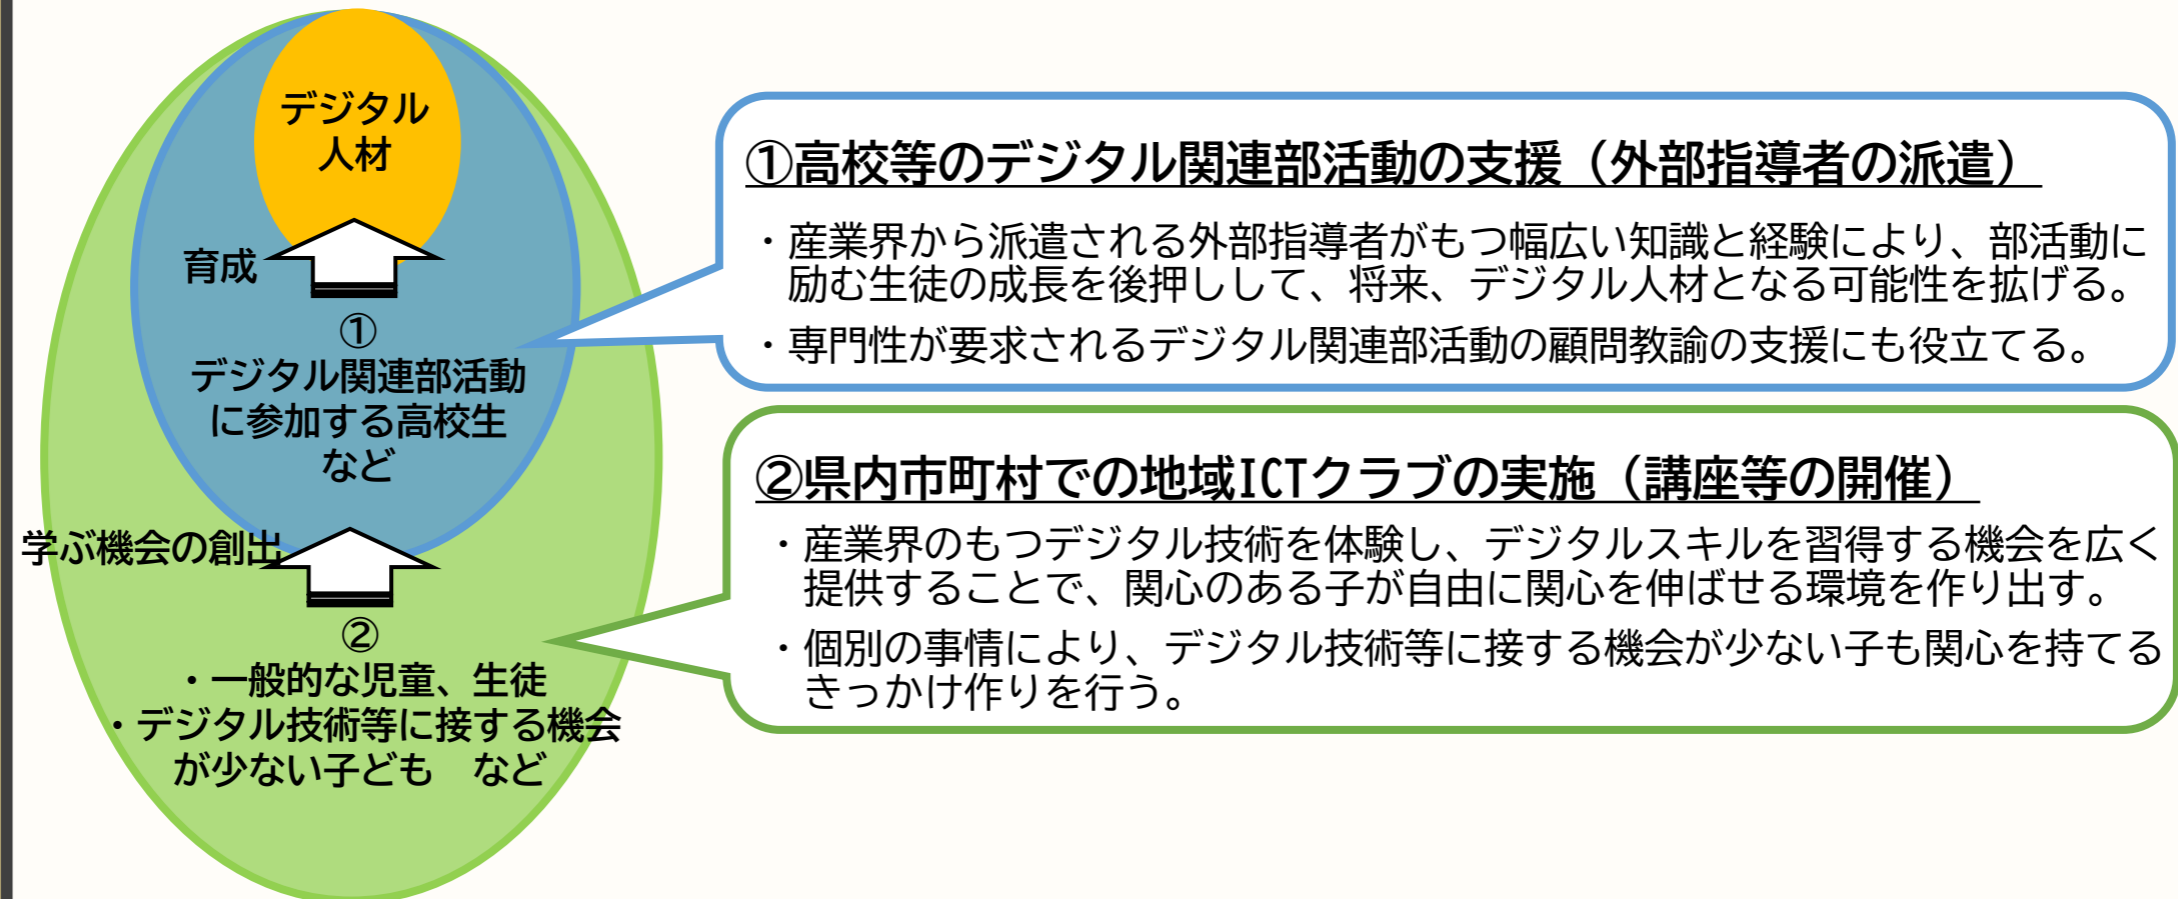 デジタル
人材
育成
①
デジタル関連部活動
に参加する高校生
など
学ぶ機会の創出
②
・一般的な児童、生徒
・デジタル技術等に接する機会
が少ない子ども　など
①高校等のデジタル関連部活動の支援（外部指導者の派遣）
・産業界から派遣される外部指導者がもつ幅広い知識と経験により、部活動に
励む生徒の成長を後押しして、将来、デジタル人材となる可能性を拡げる。
・専門性が要求されるデジタル関連部活動の顧問教諭の支援にも役立てる。
②県内市町村での地域ICTクラブの実施（講座等の開催）
・産業界のもつデジタル技術を体験し、デジタルスキルを習得する機会を広く
提供することで、関心のある子が自由に関心を伸ばせる環境を作り出す。
・個別の事情により、デジタル技術等に接する機会が少ない子も関心を持てる
きっかけ作りを行う。